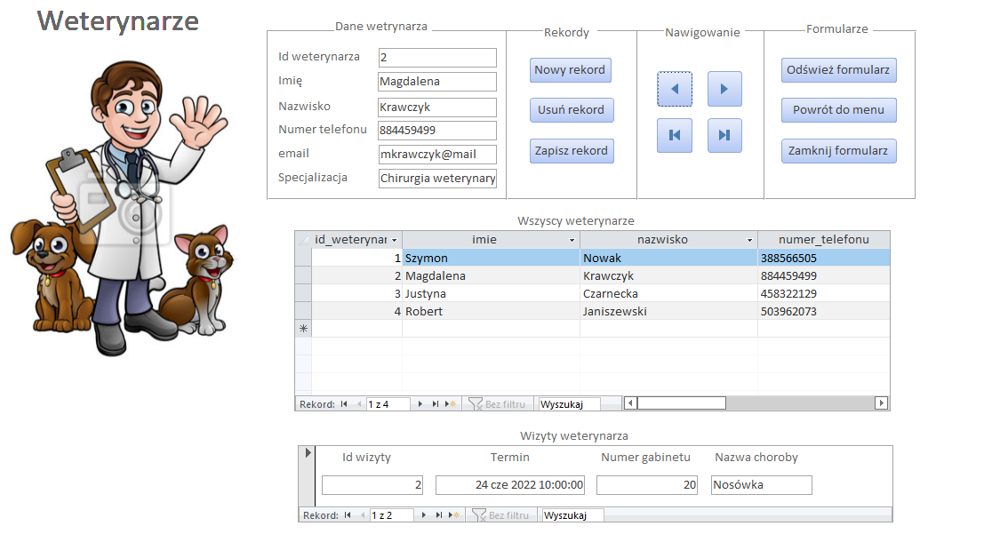 Weterynarze
Dane wetrynarza
Id weterynarza 2
Imię Magdalena
Nazwisko Krawczyk
Numer telefonu 884459499
email mkrawczyk@mail
Specjalizacja Chirurgia weterynary
Rekordy
Nowy rekord
Usuń rekord
Zapisz rekord
Nawigowanie
Formularze
Odśwież formularz
Powrót do menu
Zamknij formularz
Wszyscy weterynarze
id_weterynar imie nazwisko numer_telefonu
1 Szymon Nowak 388566505
2 Magdalena Krawczyk 884459499
3 Justyna Czarnecka 458322129
4 Robert Janiszewski 503962073
Rekord: 1 z 4 Bez filtru Wyszukaj
Wizyty weterynarza
Id wizyty Termin Numer gabinetu Nazwa choroby
2 24 cze 2022 10:00:00 20 Nosówka
Rekord: 1 z 2 Bez filtru Wyszukaj